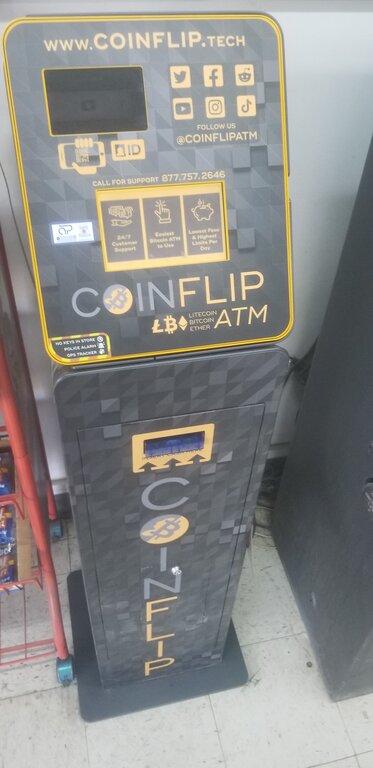 www.COINFLIP.TECH
FOLLOW US
@COINFLIPATM
ID
CALL FOR SUPPORT 877.757.2646
24/7
Customer
Support
Easiest
Bitcoin ATM
to Use
Lowest Fees
& Highest
Limits Per
Day
COINFLIP
LITECOIN
BITCOIN
ETHER
ATM
NO KEYS IN STORE
POLICE ALARM
GPS TRACKER
COINFLIP